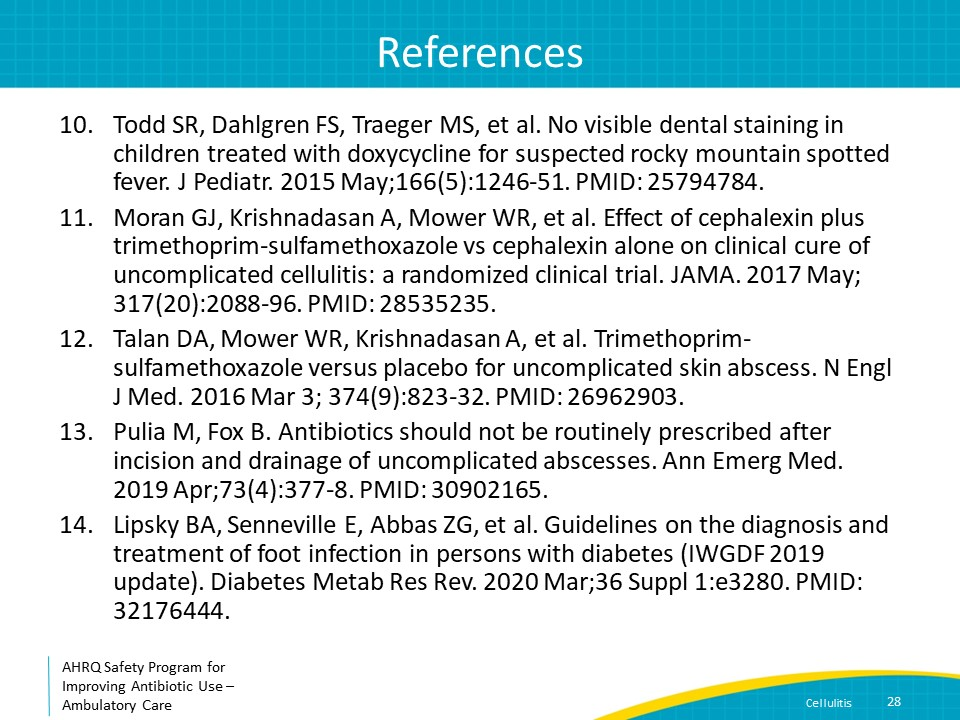 References
10. Todd SR, Dahlgren FS, Traeger MS, et al. No visible dental staining in
children treated with doxycycline for suspected rocky mountain spotted
fever. J Pediatr. 2015 May;166(5):1246-51. PMID: 25794784.
11. Moran GJ, Krishnadasan A, Mower WR, et al. Effect of cephalexin plus
trimethoprim-sulfamethoxazole vs cephalexin alone on clinical cure of
uncomplicated cellulitis: a randomized clinical trial. JAMA. 2017 May;
317(20):2088-96. PMID: 28535235.
12. Talan DA, Mower WR, Krishnadasan A, et al. Trimethoprim-
sulfamethoxazole versus placebo for uncomplicated skin abscess. N Engl
J Med. 2016 Mar 3; 374(9):823-32. PMID: 26962903.
13. Pulia M, Fox B. Antibiotics should not be routinely prescribed after
incision and drainage of uncomplicated abscesses. Ann Emerg Med.
2019 Apr;73(4):377-8. PMID: 30902165.
14. Lipsky BA, Senneville E, Abbas ZG, et al. Guidelines on the diagnosis and
treatment of foot infection in persons with diabetes (IWGDF 2019
update). Diabetes Metab Res Rev. 2020 Mar;36 Suppl 1:e3280. PMID:
32176444.
AHRQ Safety Program for
Improving Antibiotic Use –
Ambulatory Care
Cellulitis 28